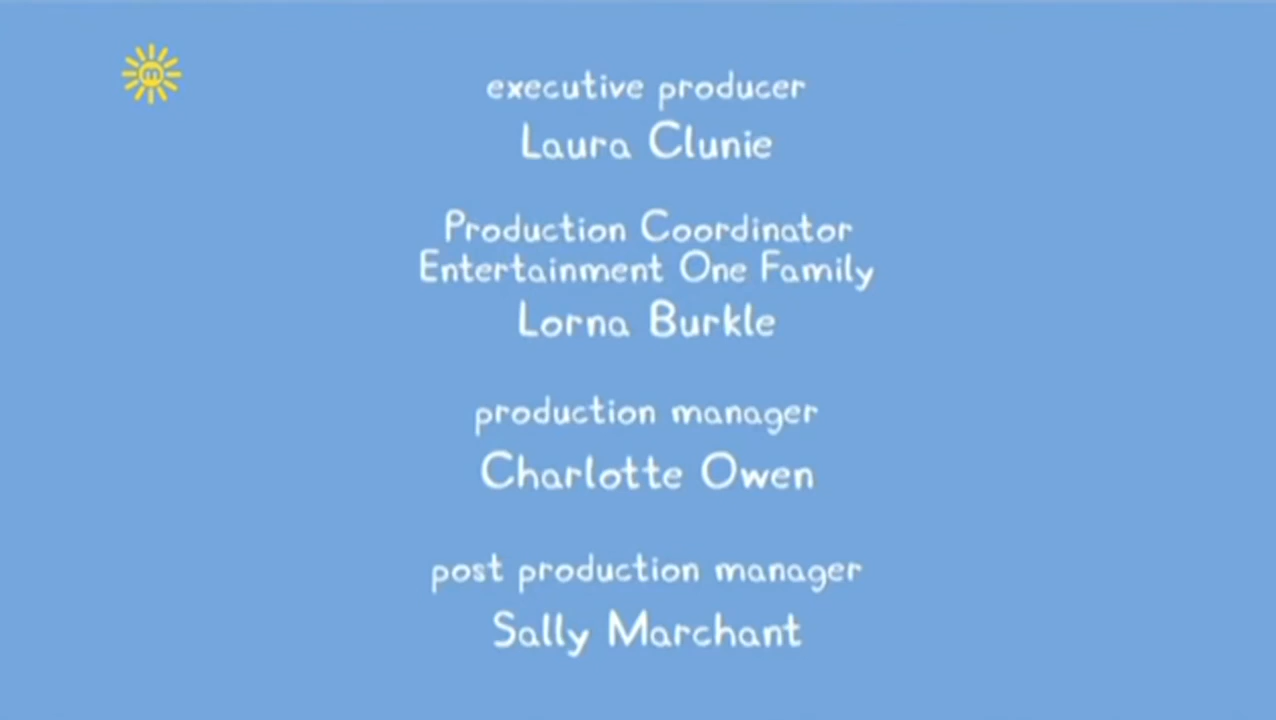 m
executive producer
Laura Clunie
Production Coordinator
Entertainment One Family
Lorna Burkle
production manager
Charlotte Owen
post production manager
Sally Marchant